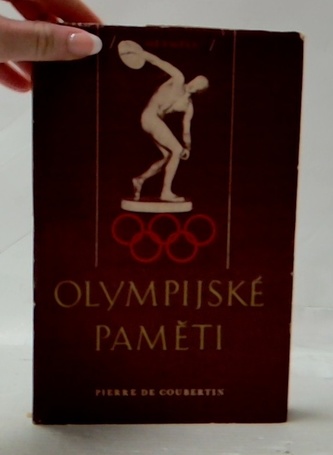 OLYMPIJSKÉ
PAMĚTI
PIERRE DE COUBERTIN